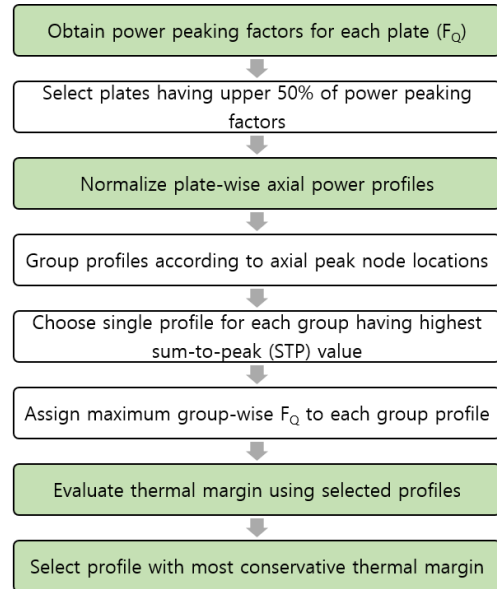 Obtain power peaking factors for each plate (F_Q)
Select plates having upper 50% of power peaking
factors
Normalize plate-wise axial power profiles
Group profiles according to axial peak node locations
Choose single profile for each group having highest
sum-to-peak (STP) value
Assign maximum group-wise F_Q to each group profile
Evaluate thermal margin using selected profiles
Select profile with most conservative thermal margin